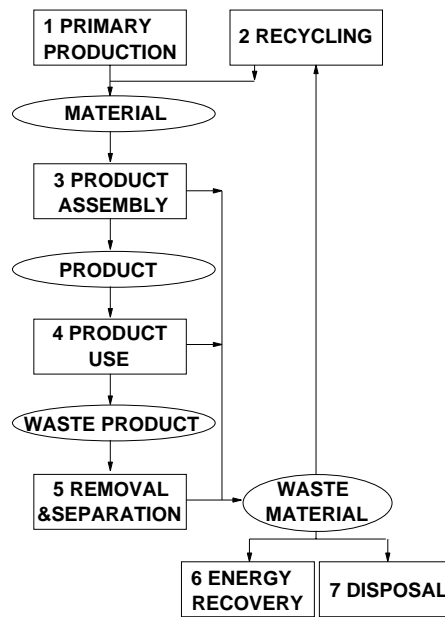 1 PRIMARY
PRODUCTION
2 RECYCLING
MATERIAL
3 PRODUCT
ASSEMBLY
PRODUCT
4 PRODUCT
USE
WASTE PRODUCT
5 REMOVAL
&SEPARATION
WASTE
MATERIAL
6 ENERGY
RECOVERY
7 DISPOSAL